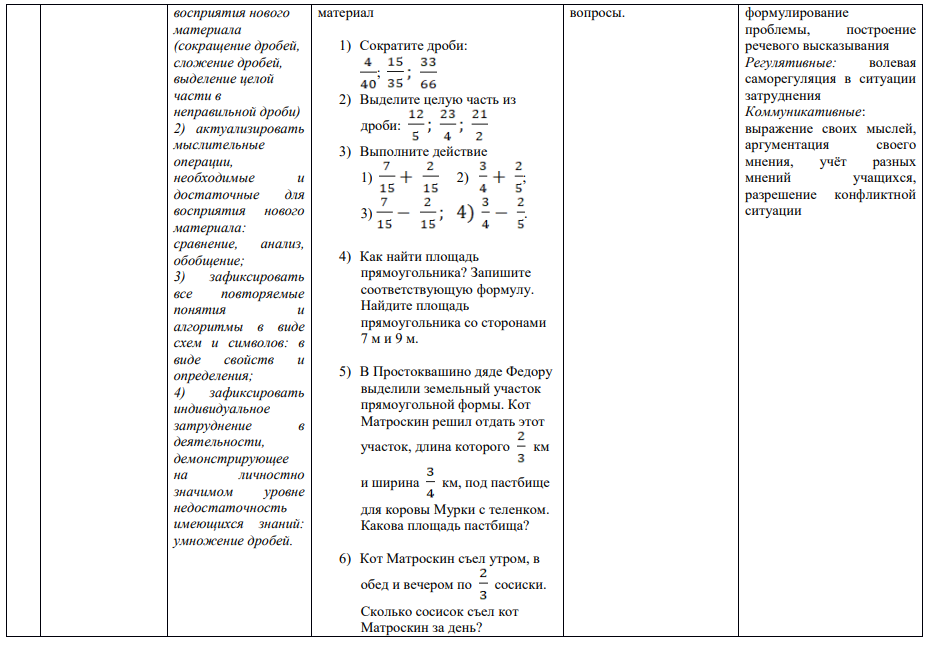 восприятия нового
материала
(сокращение дробей,
сложение дробей,
выделение целой
части в
неправильной дроби)
2) актуализировать
мыслительные
операции,
необходимые и
достаточные для
восприятия нового
материала:
сравнение, анализ,
обобщение;
3) зафиксировать
все повторяемые
понятия и
алгоритмы в виде
схем и символов: в
виде свойств и
определения;
4) зафиксировать
индивидуальное
затруднение в
деятельности,
демонстрирующее
на личностно
значимом уровне
недостаточность
имеющихся знаний:
умножение дробей.
материал
1) Сократите дроби:
4/40; 15/35; 33/66
2) Выделите целую часть из
дроби: 12/5; 23/4; 21/2
3) Выполните действие
1) 7/15 + 2/15 2) 3/4 + 2/5;
3) 7/15 − 2/15; 4) 3/4 − 2/5.
4) Как найти площадь
прямоугольника? Запишите
соответствующую формулу.
Найдите площадь
прямоугольника со сторонами
7 м и 9 м.
5) В Простоквашино дяде Федору
выделили земельный участок
прямоугольной формы. Кот
Матроскин решил отдать этот
участок, длина которого 2/3 км
и ширина 3/4 км, под пастбище
для коровы Мурки с теленком.
Какова площадь пастбища?
6) Кот Матроскин съел утром, в
обед и вечером по 2/3 сосиски.
Сколько сосисок съел кот
Матроскин за день?
вопросы.
формулирование
проблемы, построение
речевого высказывания
Регулятивные: волевая
саморегуляция в ситуации
затруднения
Коммуникативные:
выражение своих мыслей,
аргументация своего
мнения, учёт разных
мнений учащихся,
разрешение конфликтной
ситуации